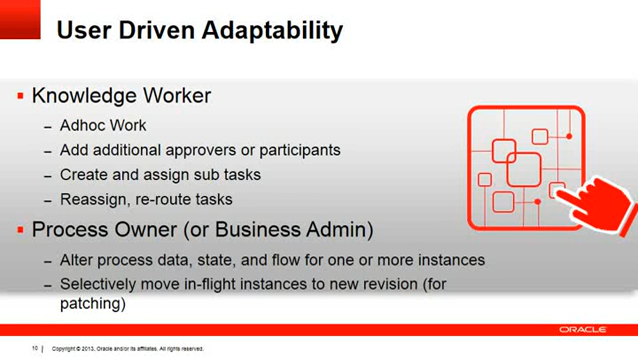 User Driven Adaptability
▪ Knowledge Worker
– Adhoc Work
– Add additional approvers or participants
– Create and assign sub tasks
– Reassign, re-route tasks
▪ Process Owner (or Business Admin)
– Alter process data, state, and flow for one or more instances
– Selectively move in-flight instances to new revision (for
patching)
ORACLE
10 | Copyright © 2013, Oracle and/or its affiliates. All rights reserved.